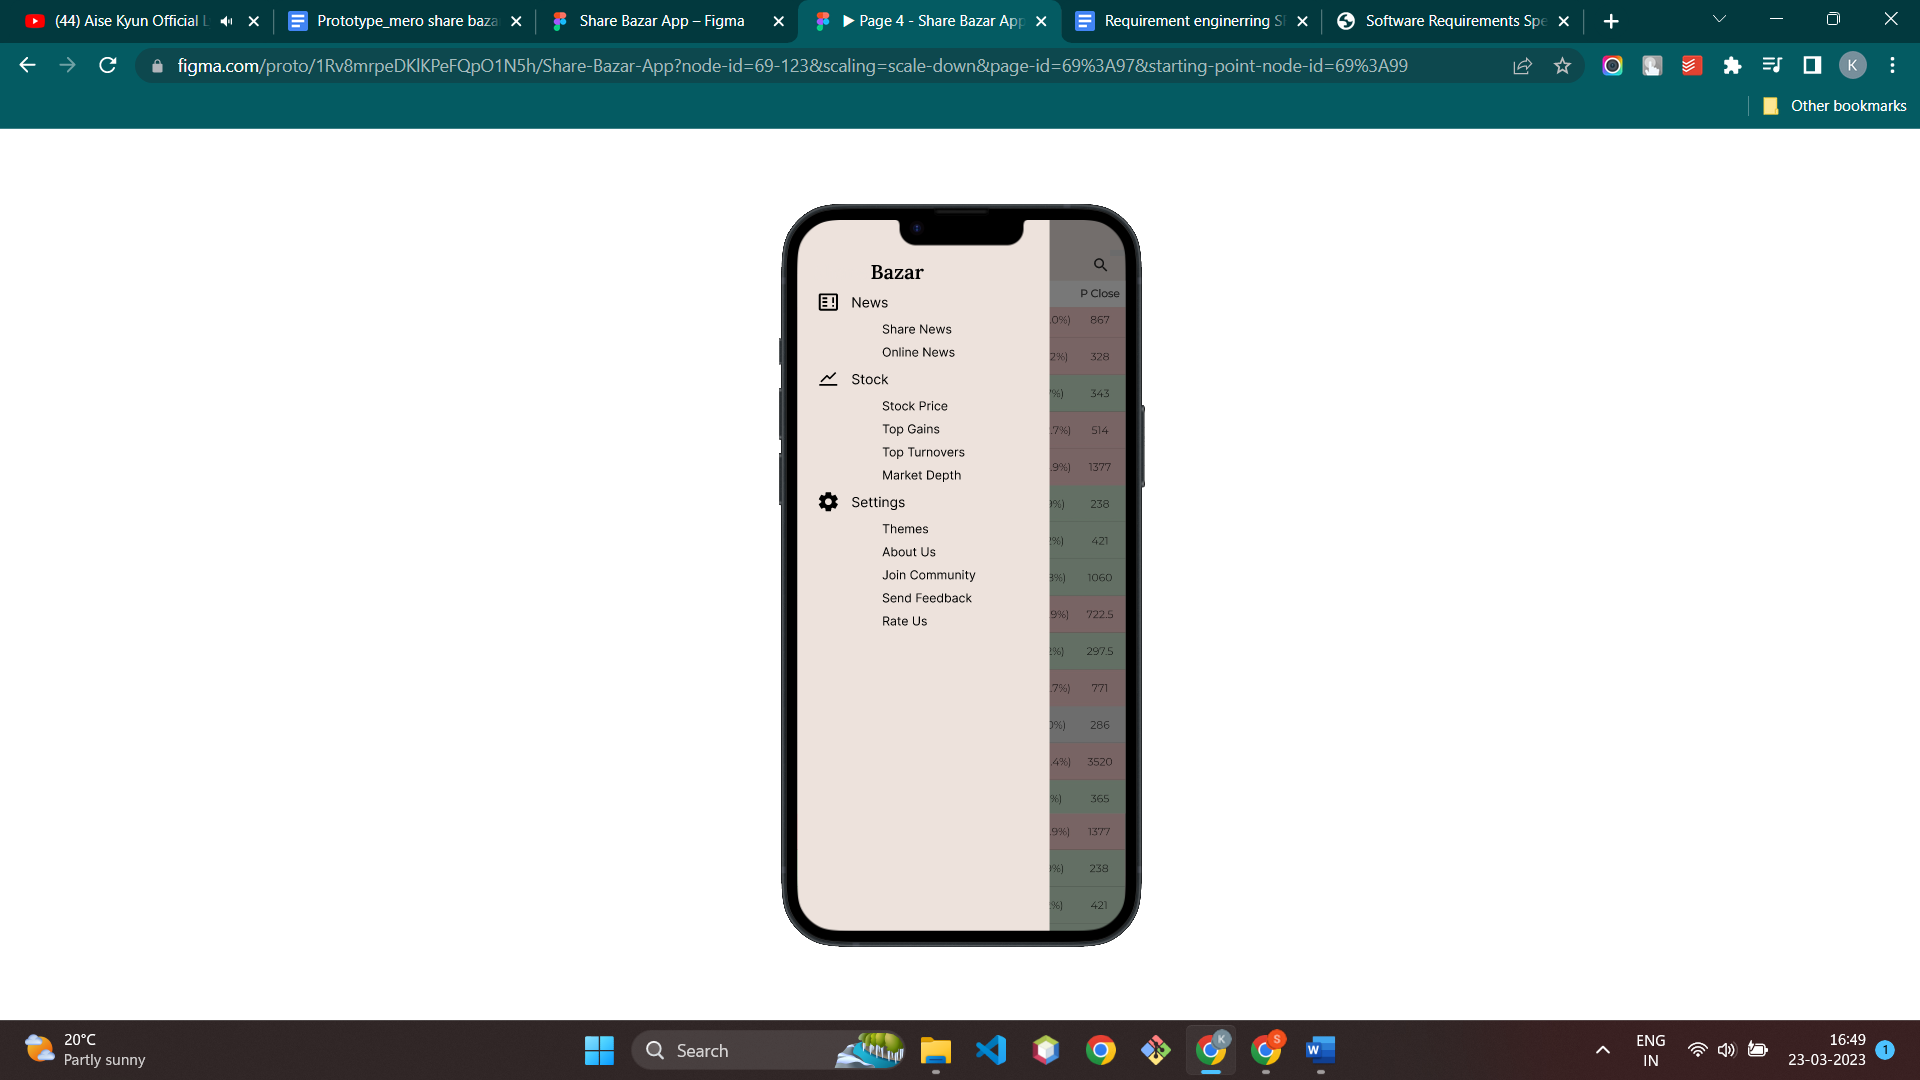 (44) Aise Kyun Official L
Prototype_mero share baza
Share Bazar App – Figma
Page 4 - Share Bazar App
Requirement enginerring S
Software Requirements Spe
figma.com/proto/1Rv8mrpeDKlKPeFQpO1N5h/Share-Bazar-App?node-id=69-123&scaling=scale-down&page-id=69%3A97&starting-point-node-id=69%3A99
K
Other bookmarks
Bazar
News
Share News
Online News
Stock
Stock Price
Top Gains
Top Turnovers
Market Depth
Settings
Themes
About Us
Join Community
Send Feedback
Rate Us
P Close
.0%) 867
2%) 328
%) 343
.7%) 514
.9%) 1377
9%) 238
2%) 421
8%) 1060
9%) 722.5
2%) 297.5
.7%) 771
0%) 286
.4%) 3520
%) 365
.9%) 1377
9%) 238
%) 421
20°C
Partly sunny
Search
K
S
W
ENG
IN
16:49
23-03-2023
1